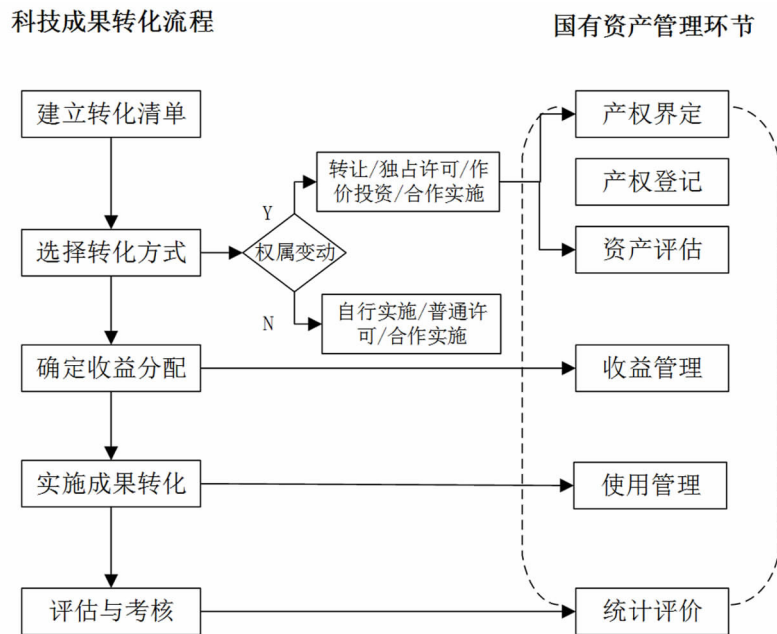 科技成果转化流程
国有资产管理环节
建立转化清单
产权界定
转让/独占许可/作
价投资/合作实施
产权登记
Y
选择转化方式
权属变动
资产评估
N
自行实施/普通许
可/合作实施
确定收益分配
收益管理
实施成果转化
使用管理
评估与考核
统计评价